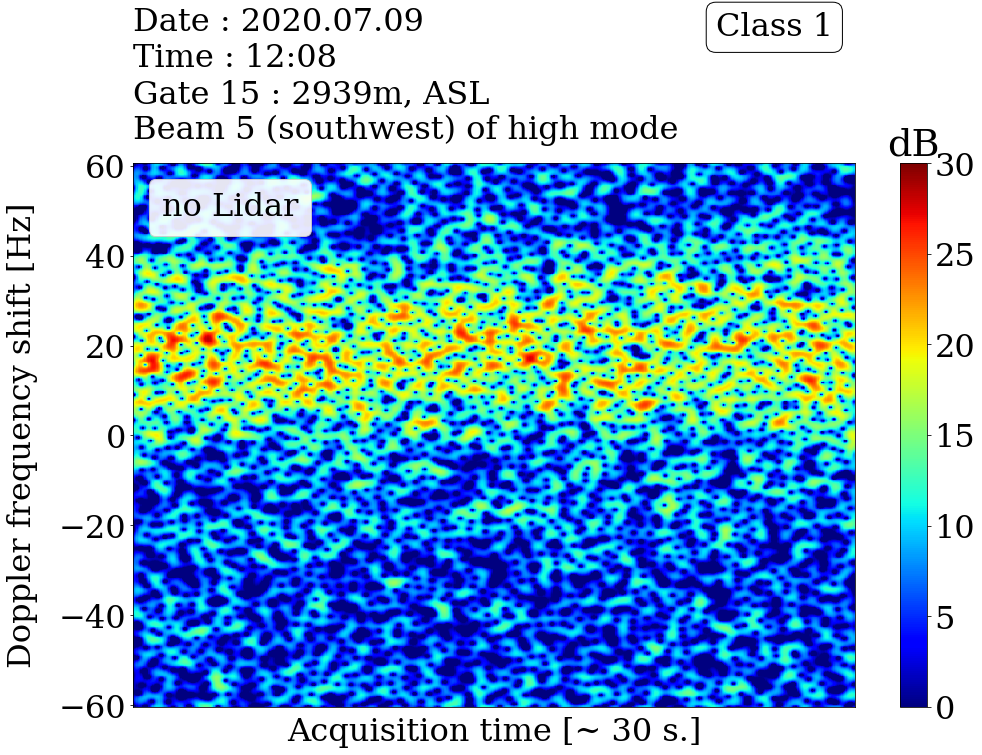 Date : 2020.07.09
Time : 12:08
Gate 15 : 2939m, ASL
Beam 5 (southwest) of high mode
Class 1
dB
no Lidar
Doppler frequency shift [Hz]
60
40
20
0
−20
−40
−60
30
25
20
15
10
5
0
Acquisition time [~ 30 s.]